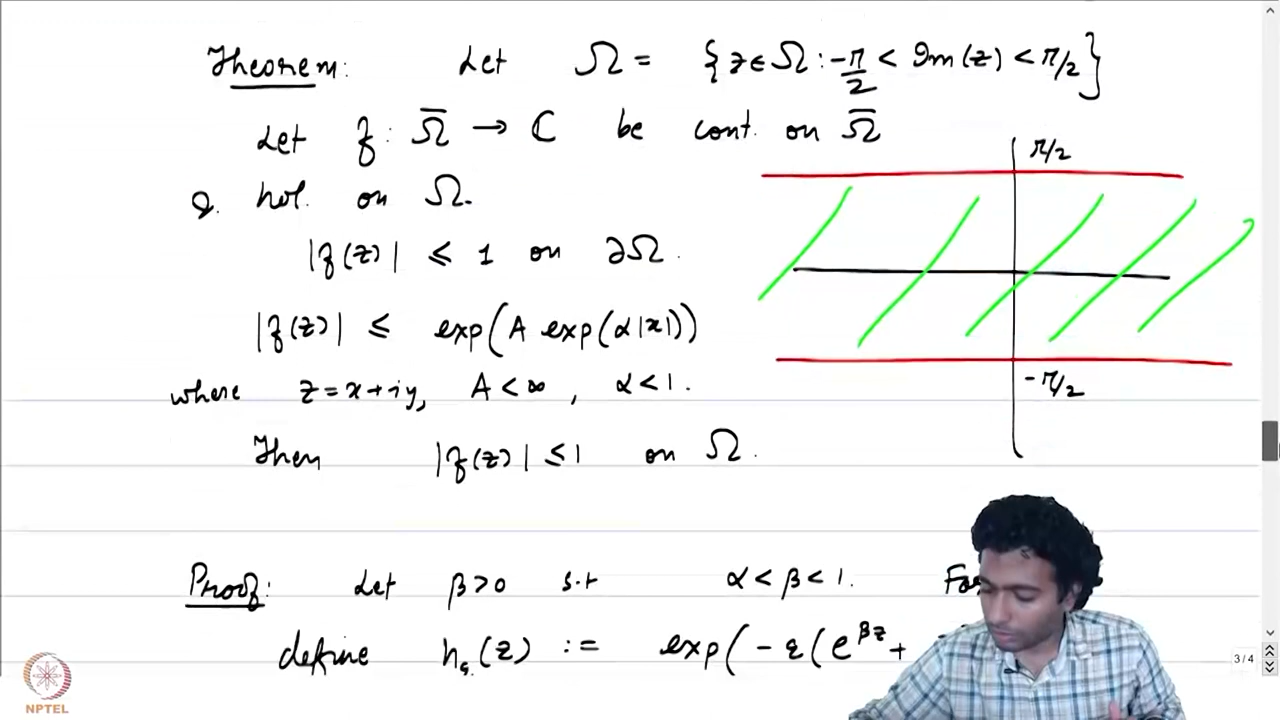 Theorem: Let Ω = {z ∈ Ω : -π/2 < Im(z) < π/2}
Let f : Ω̅ → ℂ be cont. on Ω̅
& hol. on Ω.
|f(z)| ≤ 1 on ∂Ω.
|f(z)| ≤ exp(A exp(α|x|))
where z = x + iy, A < ∞, α < 1.
Then |f(z)| ≤ 1 on Ω.
π/2
-π/2
Proof: Let β > 0 s.t α < β < 1.
define hε(z) := exp(-ε(e^{βz} +
3 / 4
NPTEL